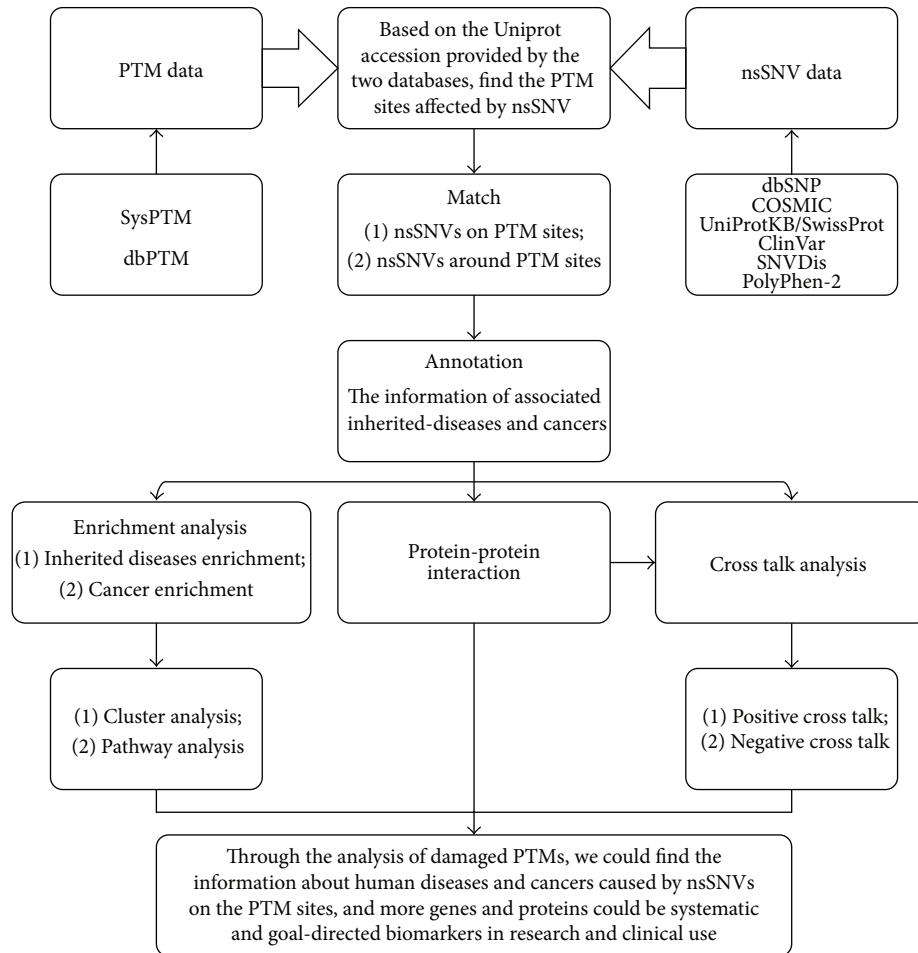 PTM data
Based on the Uniprot
accession provided by the
two databases, find the PTM
sites affected by nsSNV
nsSNV data
SysPTM
dbPTM
Match
(1) nsSNVs on PTM sites;
(2) nsSNVs around PTM sites
dbSNP
COSMIC
UniProtKB/SwissProt
ClinVar
SNVDis
PolyPhen-2
Annotation
The information of associated
inherited-diseases and cancers
Enrichment analysis
(1) Inherited diseases enrichment;
(2) Cancer enrichment
Protein-protein
interaction
Cross talk analysis
(1) Cluster analysis;
(2) Pathway analysis
(1) Positive cross talk;
(2) Negative cross talk
Through the analysis of damaged PTMs, we could find the
information about human diseases and cancers caused by nsSNVs
on the PTM sites, and more genes and proteins could be systematic
and goal-directed biomarkers in research and clinical use